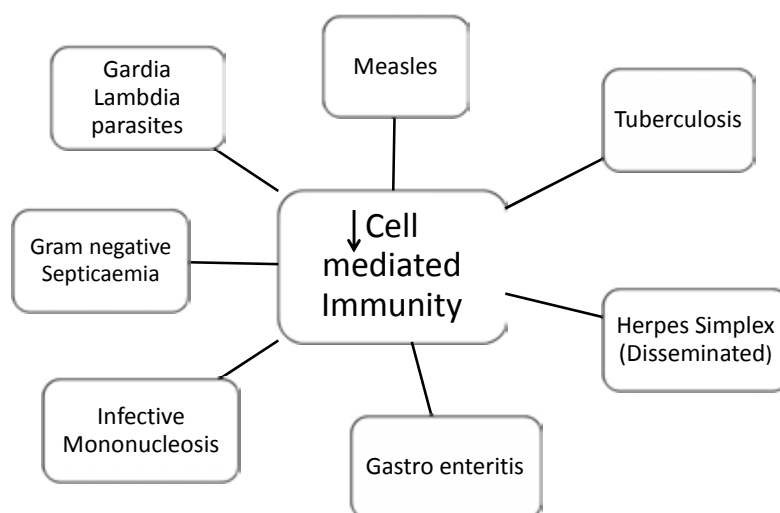 Gardia
Lambdia
parasites
Measles
Tuberculosis
Gram negative
Septicaemia
↓ Cell
mediated
Immunity
Herpes Simplex
(Disseminated)
Infective
Mononucleosis
Gastro enteritis